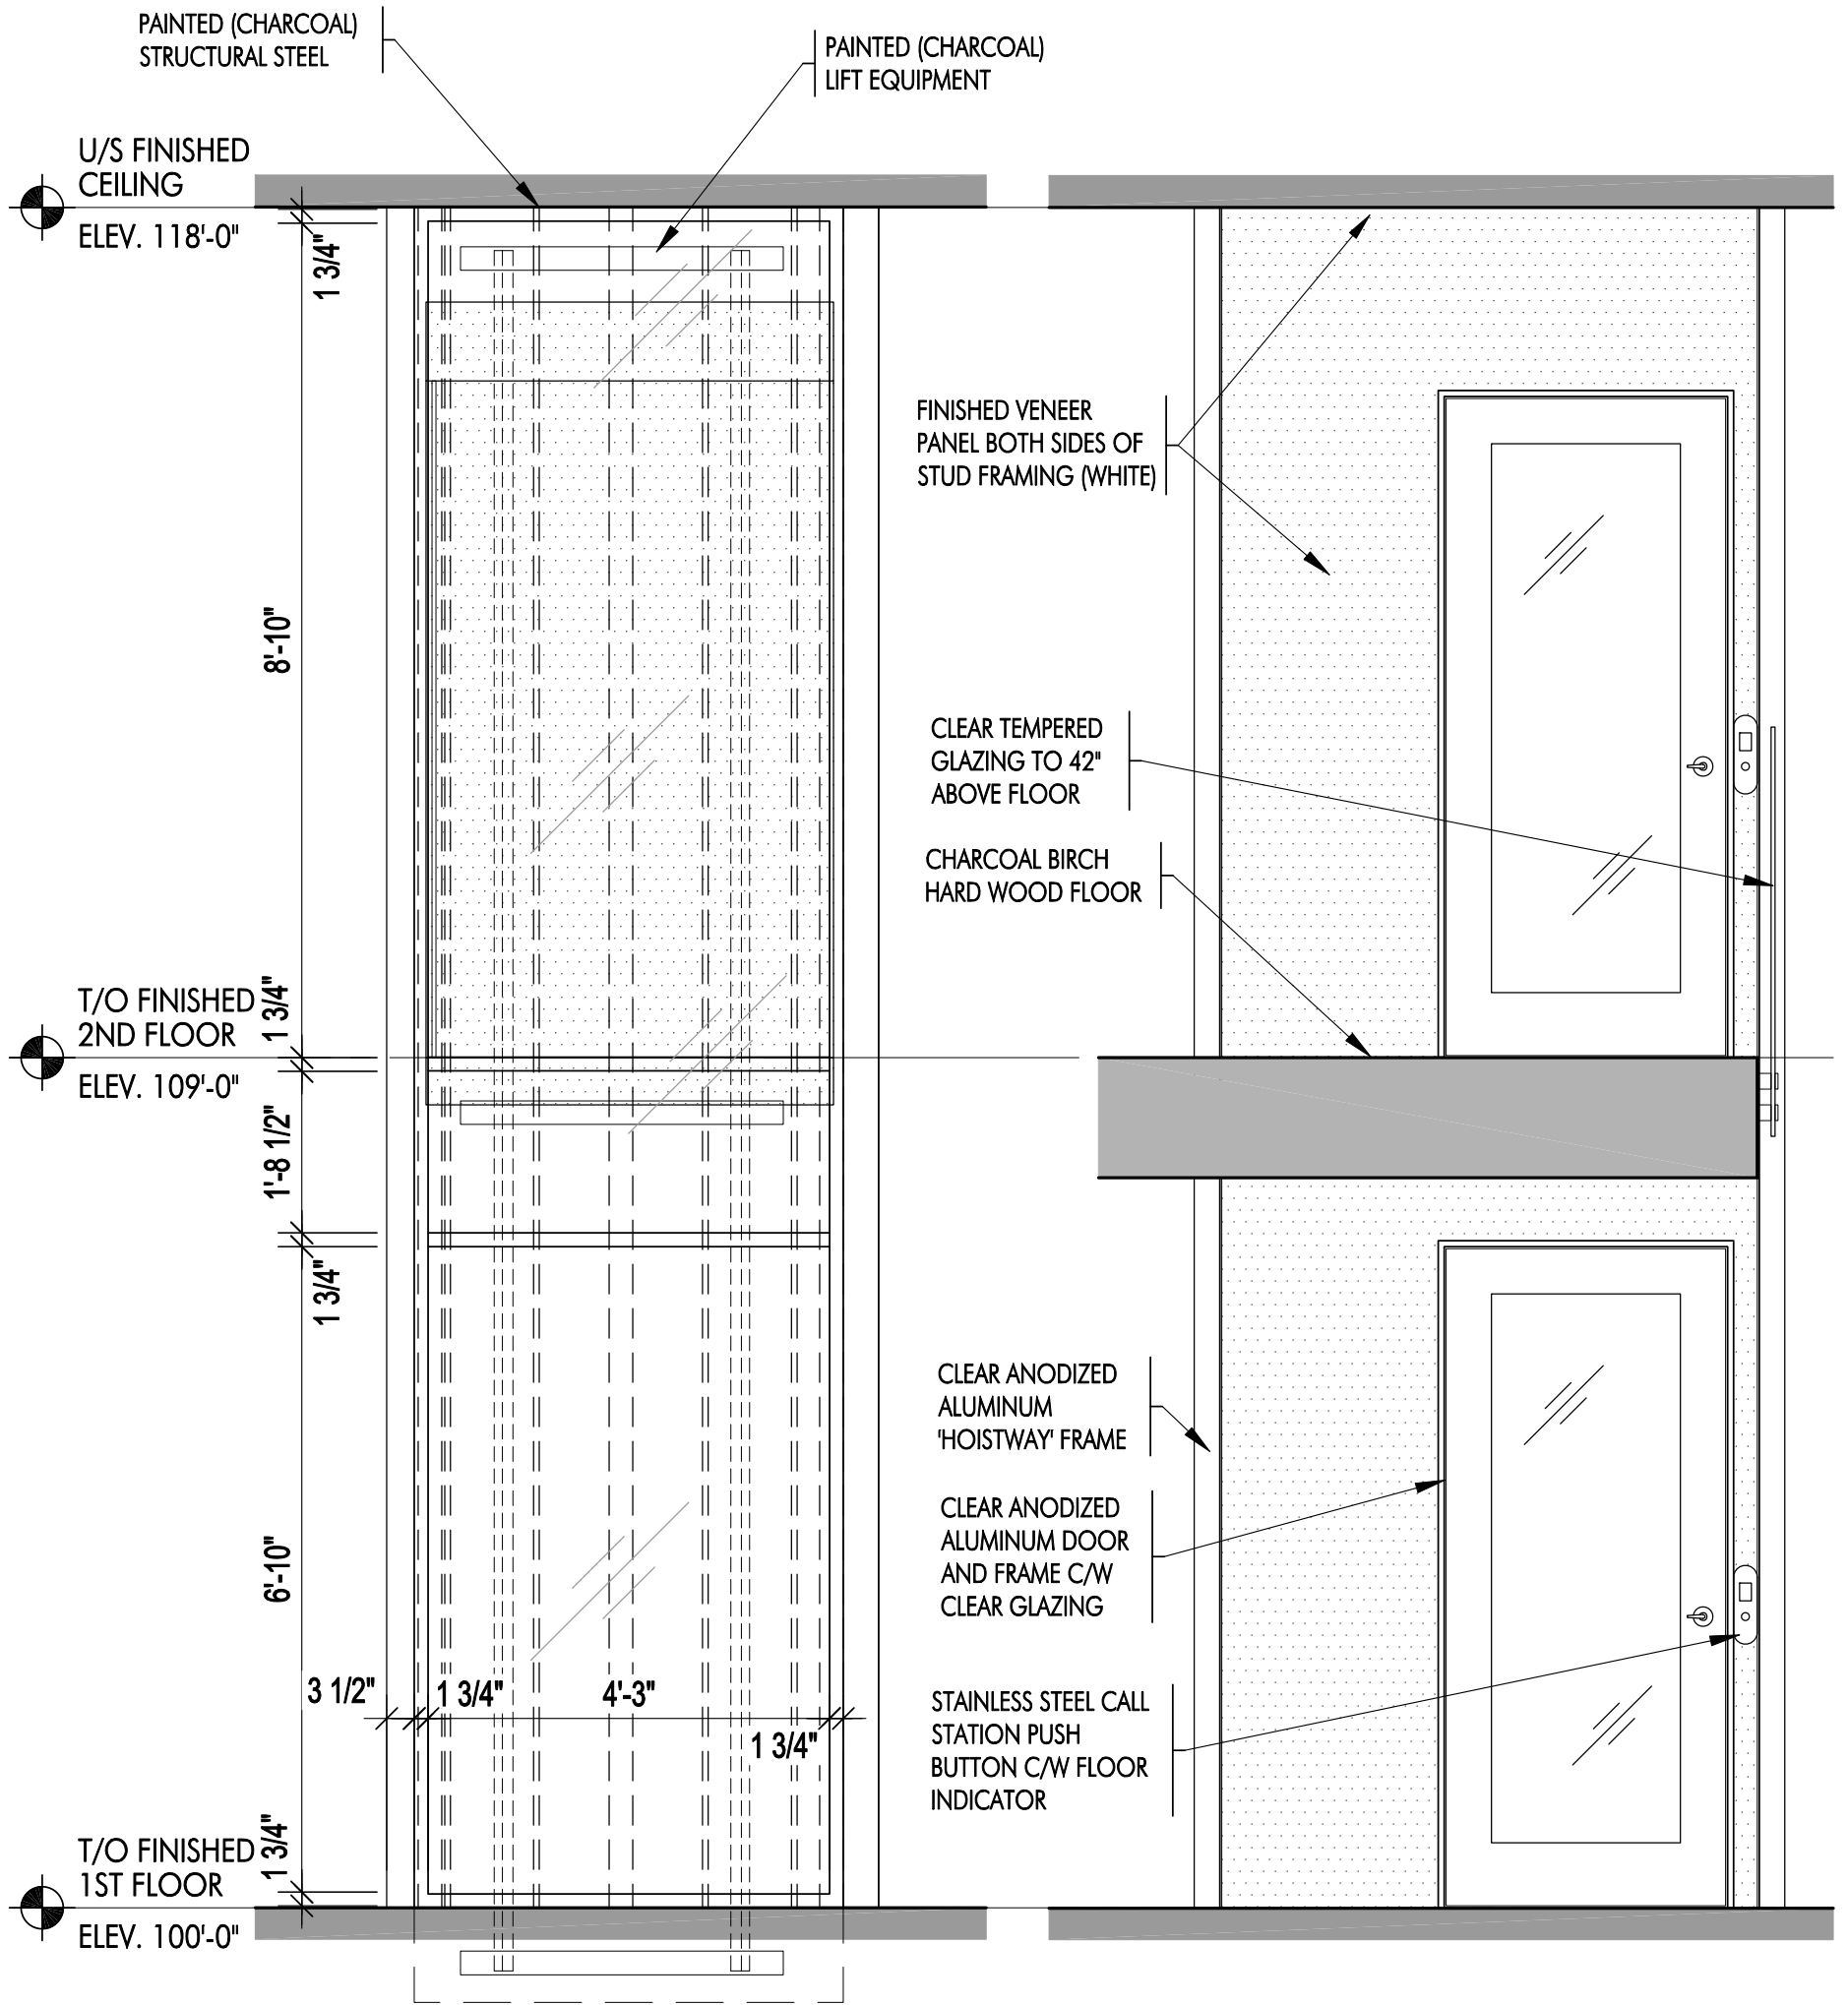 PAINTED (CHARCOAL)
STRUCTURAL STEEL
PAINTED (CHARCOAL)
LIFT EQUIPMENT
U/S FINISHED
CEILING
ELEV. 118'-0"
1 3/4"
8'-10"
FINISHED VENEER
PANEL BOTH SIDES OF
STUD FRAMING (WHITE)
CLEAR TEMPERED
GLAZING TO 42"
ABOVE FLOOR
CHARCOAL BIRCH
HARD WOOD FLOOR
T/O FINISHED
2ND FLOOR
ELEV. 109'-0"
1 3/4"
1'-8 1/2"
1 3/4"
CLEAR ANODIZED
ALUMINUM
'HOISTWAY' FRAME
CLEAR ANODIZED
ALUMINUM DOOR
AND FRAME C/W
CLEAR GLAZING
6'-10"
3 1/2"
1 3/4"
4'-3"
1 3/4"
STAINLESS STEEL CALL
STATION PUSH
BUTTON C/W FLOOR
INDICATOR
1 3/4"
T/O FINISHED
1ST FLOOR
ELEV. 100'-0"